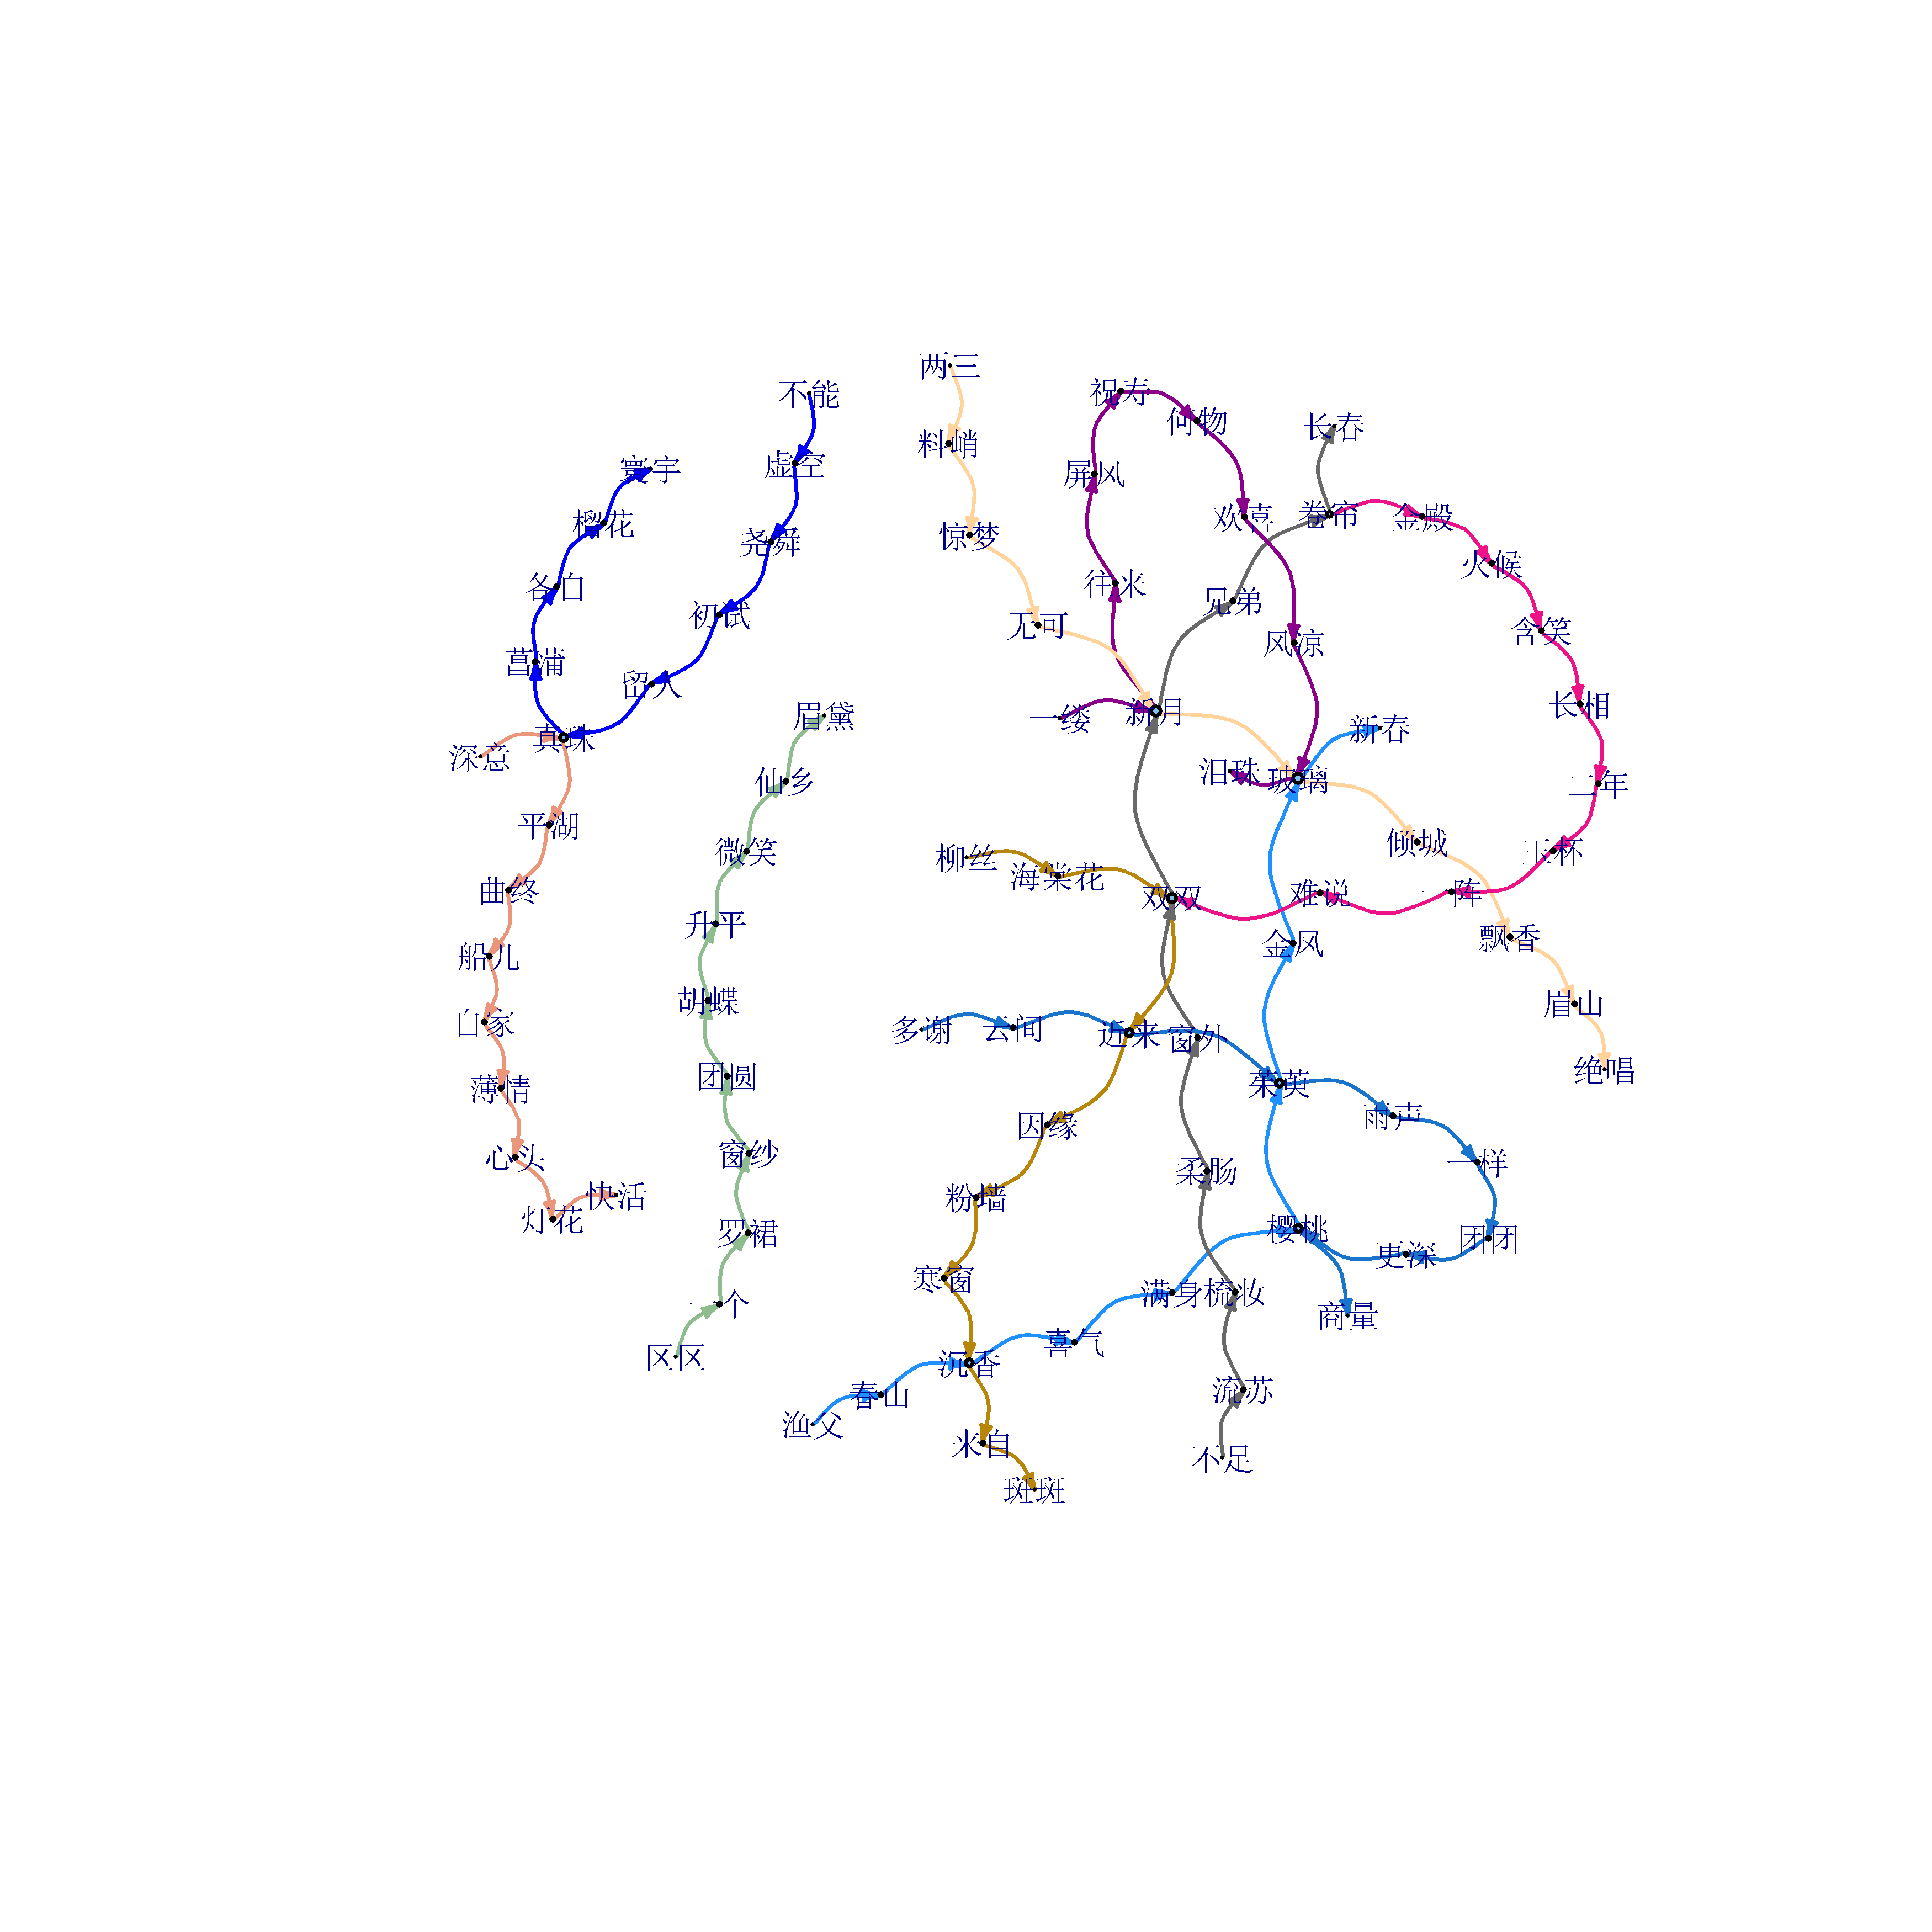 两三
不能
祝寿
何物
长春
料峭
虚空
寰宇
屏风
榴花
欢喜
卷帘
金殿
惊梦
尧舜
火候
各自
往来
兄弟
初试
无可
含笑
风凉
菖蒲
留人
长相
眉黛
一缕
新月
新春
真珠
深意
泪珠
玻璃
仙乡
二年
平湖
倾城
微笑
柳丝
玉杯
海棠花
曲终
双双
难说
一阵
升平
飘香
金凤
船儿
胡蝶
眉山
自家
多谢
云间
近来
窗外
绝唱
团圆
茱萸
薄情
雨声
因缘
窗纱
心头
一样
柔肠
粉墙
快活
灯花
罗裙
樱桃
团团
更深
寒窗
满身
梳妆
一个
商量
喜气
区区
沉香
春山
流苏
渔父
来自
不足
斑斑